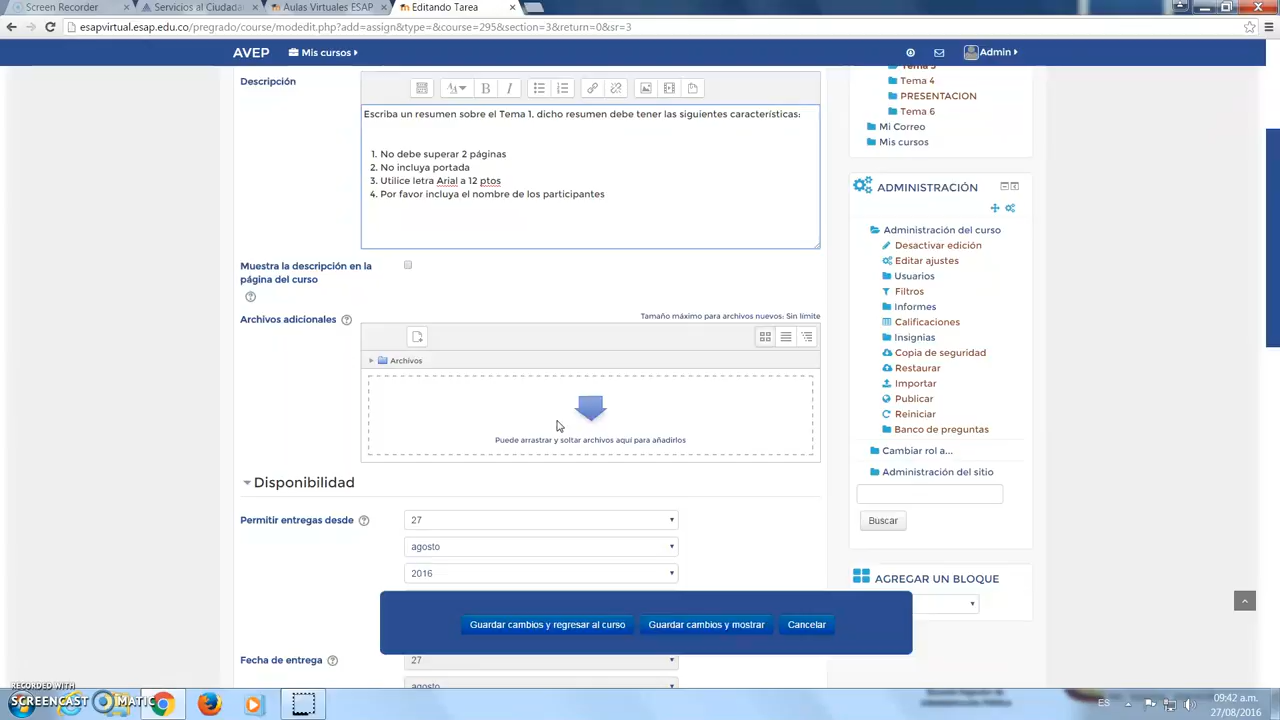 Screen Recorder
Servicios al Ciudadan
Aulas Virtuales ESAP
Editando Tarea
esapvirtual.esap.edu.co/pregrado/course/modedit.php?add=assign&type=&course=295&section=3&return=0&sr=3
AVEP
Mis cursos
Admin
Descripción
Escriba un resumen sobre el Tema 1, dicho resumen debe tener las siguientes características:
1. No debe superar 2 páginas
2. No incluya portada
3. Utilice letra Arial a 12 ptos
4. Por favor incluya el nombre de los participantes
Muestra la descripción en la
página del curso
Archivos adicionales
Tamaño máximo para archivos nuevos: Sin límite
Archivos
Puede arrastrar y soltar archivos aquí para añadirlos
Disponibilidad
Permitir entregas desde
27
agosto
2016
Guardar cambios y regresar al curso
Guardar cambios y mostrar
Cancelar
Fecha de entrega
27
agosto
Tema 4
PRESENTACION
Tema 6
Mi Correo
Mis cursos
ADMINISTRACIÓN
Administración del curso
Desactivar edición
Editar ajustes
Usuarios
Filtros
Informes
Calificaciones
Insignias
Copia de seguridad
Restaurar
Importar
Publicar
Reiniciar
Banco de preguntas
Cambiar rol a...
Administración del sitio
Buscar
AGREGAR UN BLOQUE
RECORDED WITH
SCREENCAST MATIC
ES
09:42 a.m.
27/08/2016